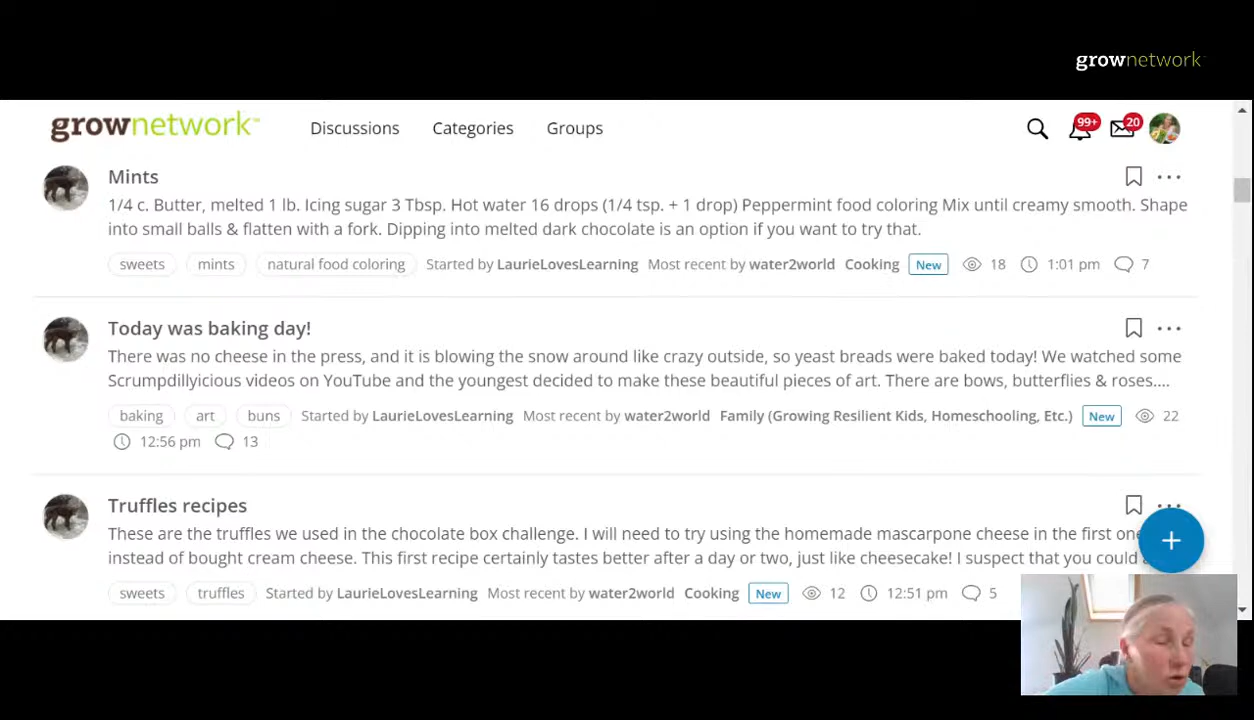 grownetwork
grownetwork™
Discussions
Categories
Groups
99+
20
Mints
1/4 c. Butter, melted 1 lb. Icing sugar 3 Tbsp. Hot water 16 drops (1/4 tsp. + 1 drop) Peppermint food coloring Mix until creamy smooth. Shape
into small balls & flatten with a fork. Dipping into melted dark chocolate is an option if you want to try that.
sweets mints natural food coloring Started by LaurieLovesLearning Most recent by water2world Cooking New 18 1:01 pm 7
Today was baking day!
There was no cheese in the press, and it is blowing the snow around like crazy outside, so yeast breads were baked today! We watched some
Scrumpdillyicious videos on YouTube and the youngest decided to make these beautiful pieces of art. There are bows, butterflies & roses....
baking art buns Started by LaurieLovesLearning Most recent by water2world Family (Growing Resilient Kids, Homeschooling, Etc.) New 22
12:56 pm 13
Truffles recipes
These are the truffles we used in the chocolate box challenge. I will need to try using the homemade mascarpone cheese in the first one
instead of bought cream cheese. This first recipe certainly tastes better after a day or two, just like cheesecake! I suspect that you could
sweets truffles Started by LaurieLovesLearning Most recent by water2world Cooking New 12 12:51 pm 5